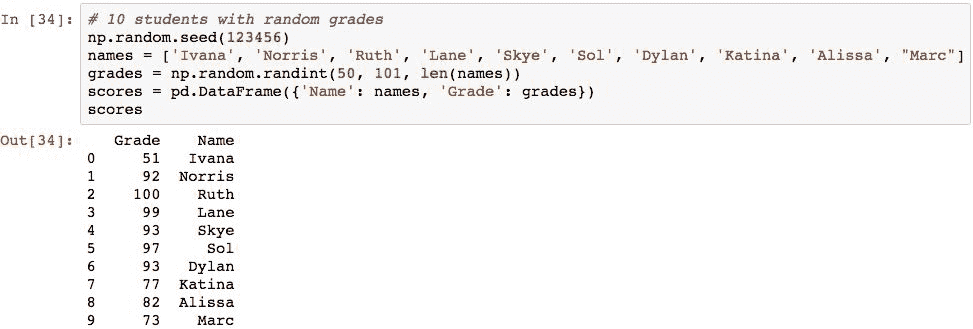 In [34]: # 10 students with random grades
np.random.seed(123456)
names = ['Ivana', 'Norris', 'Ruth', 'Lane', 'Skye', 'Sol', 'Dylan', 'Katina', 'Alissa', "Marc"]
grades = np.random.randint(50, 101, len(names))
scores = pd.DataFrame({'Name': names, 'Grade': grades})
scores
Out[34]: Grade Name
0 51 Ivana
1 92 Norris
2 100 Ruth
3 99 Lane
4 93 Skye
5 97 Sol
6 93 Dylan
7 77 Katina
8 82 Alissa
9 73 Marc